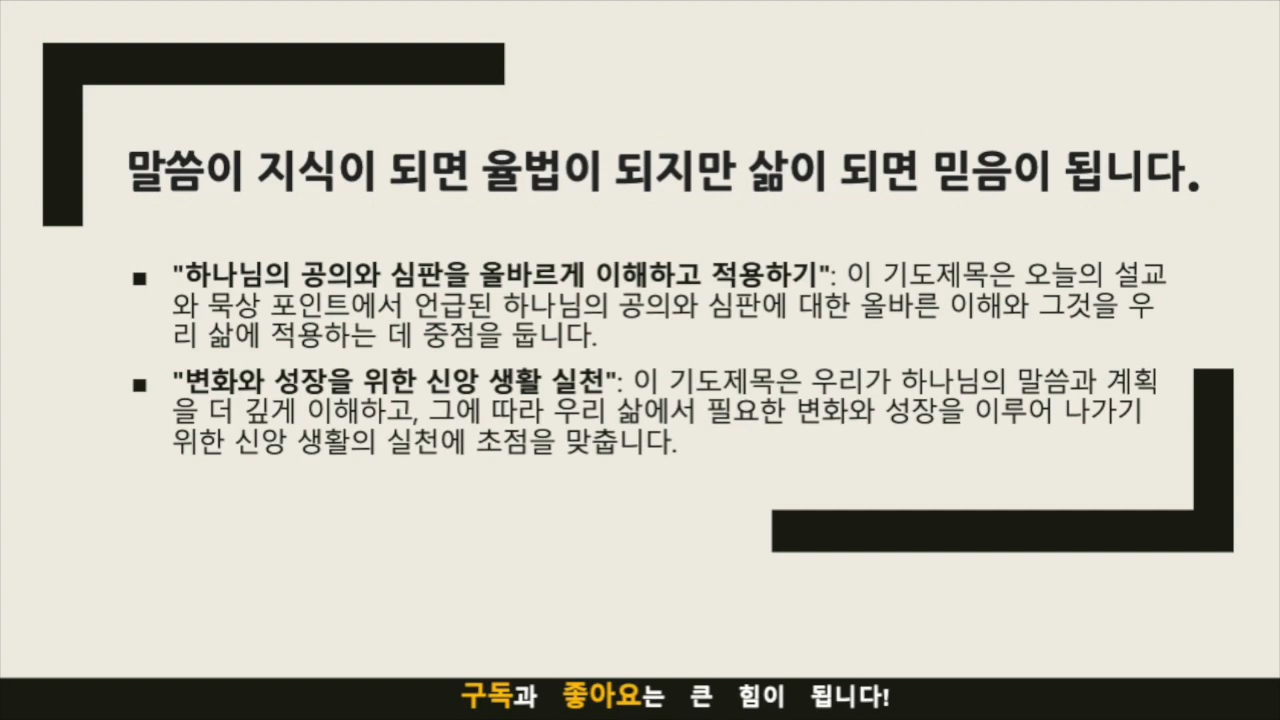 말씀이 지식이 되면 율법이 되지만 삶이 되면 믿음이 됩니다.
■ "하나님의 공의와 심판을 올바르게 이해하고 적용하기": 이 기도제목은 오늘의 설교
와 묵상 포인트에서 언급된 하나님의 공의와 심판에 대한 올바른 이해와 그것을 우
리 삶에 적용하는 데 중점을 둡니다.
■ "변화와 성장을 위한 신앙 생활 실천": 이 기도제목은 우리가 하나님의 말씀과 계획
을 더 깊게 이해하고, 그에 따라 우리 삶에서 필요한 변화와 성장을 이루어 나가기
위한 신앙 생활의 실천에 초점을 맞춥니다.
구독과 좋아요는 큰 힘이 됩니다!